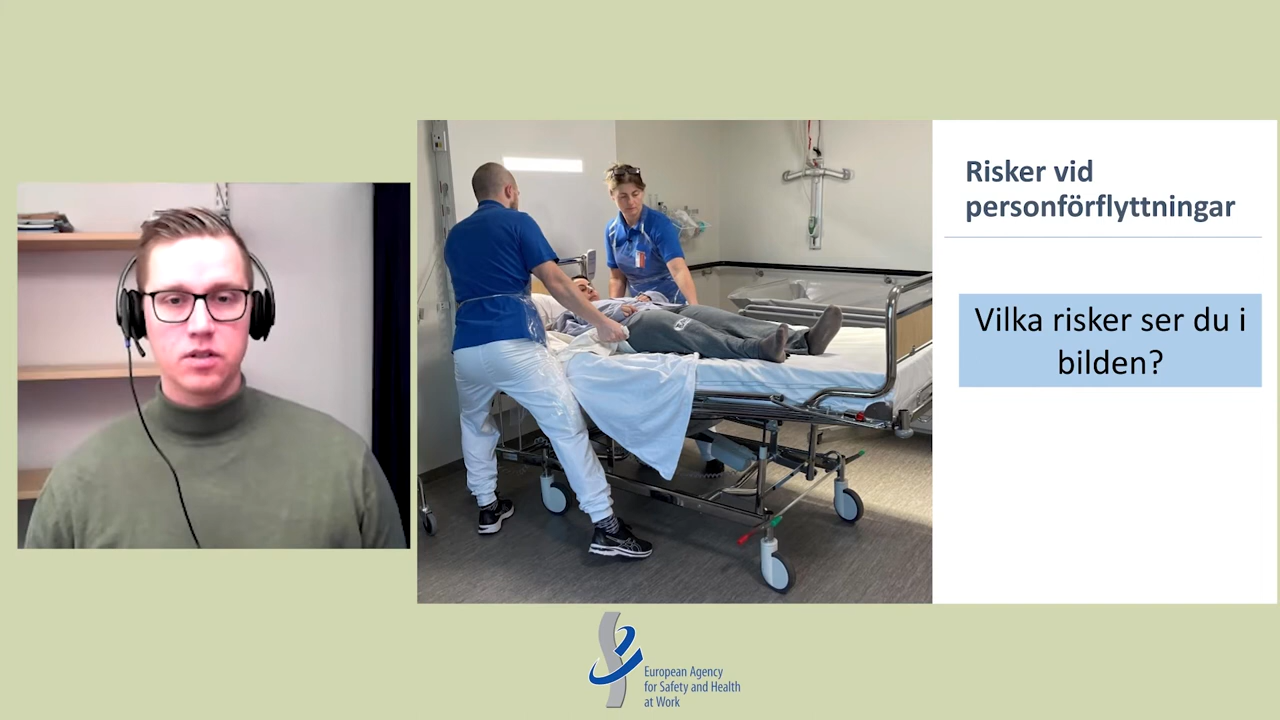 Risker vid
personförflyttningar
Vilka risker ser du i
bilden?
European Agency
for Safety and Health
at Work